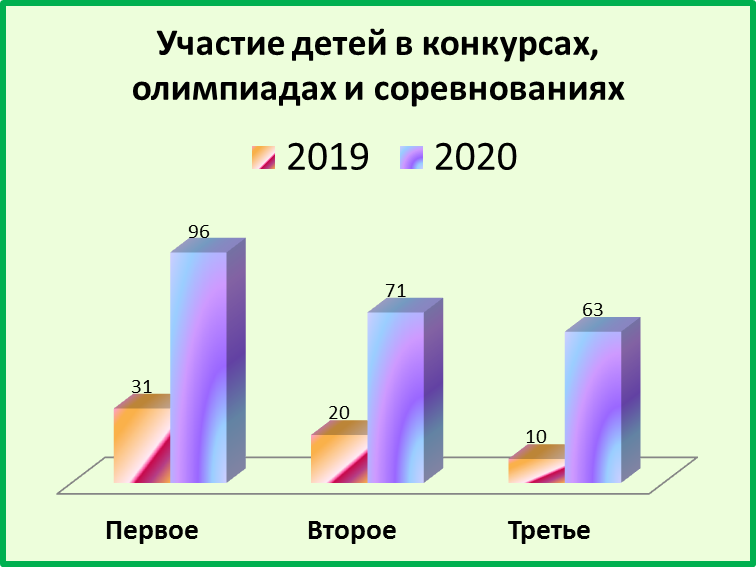 Участие детей в конкурсах,
олимпиадах и соревнованиях
2019 2020
96
71
63
31
20
10
Первое Второе Третье